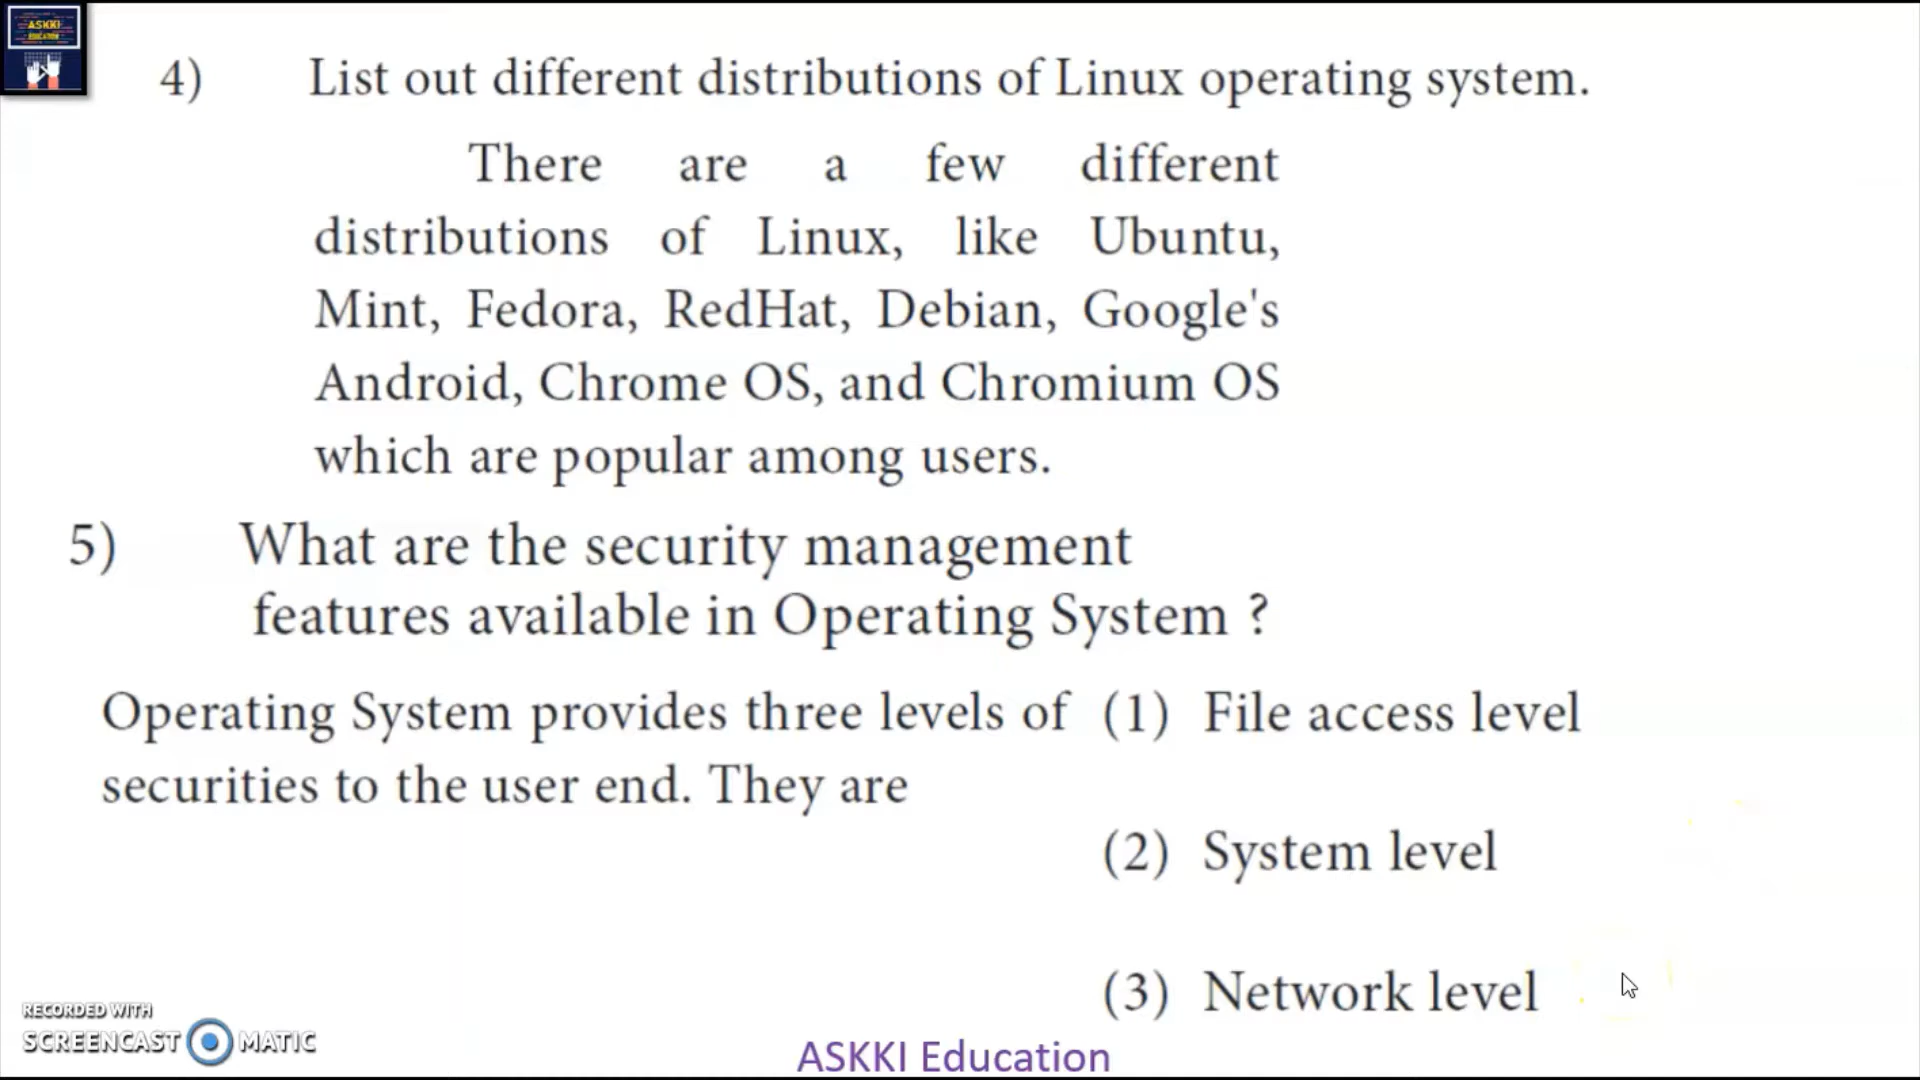 ASKKI
EDUCATION
4) List out different distributions of Linux operating system.
There are a few different
distributions of Linux, like Ubuntu,
Mint, Fedora, RedHat, Debian, Google's
Android, Chrome OS, and Chromium OS
which are popular among users.
5) What are the security management
features available in Operating System ?
Operating System provides three levels of
securities to the user end. They are
(1) File access level
(2) System level
(3) Network level
RECORDED WITH
SCREENCAST MATIC
ASKKI Education